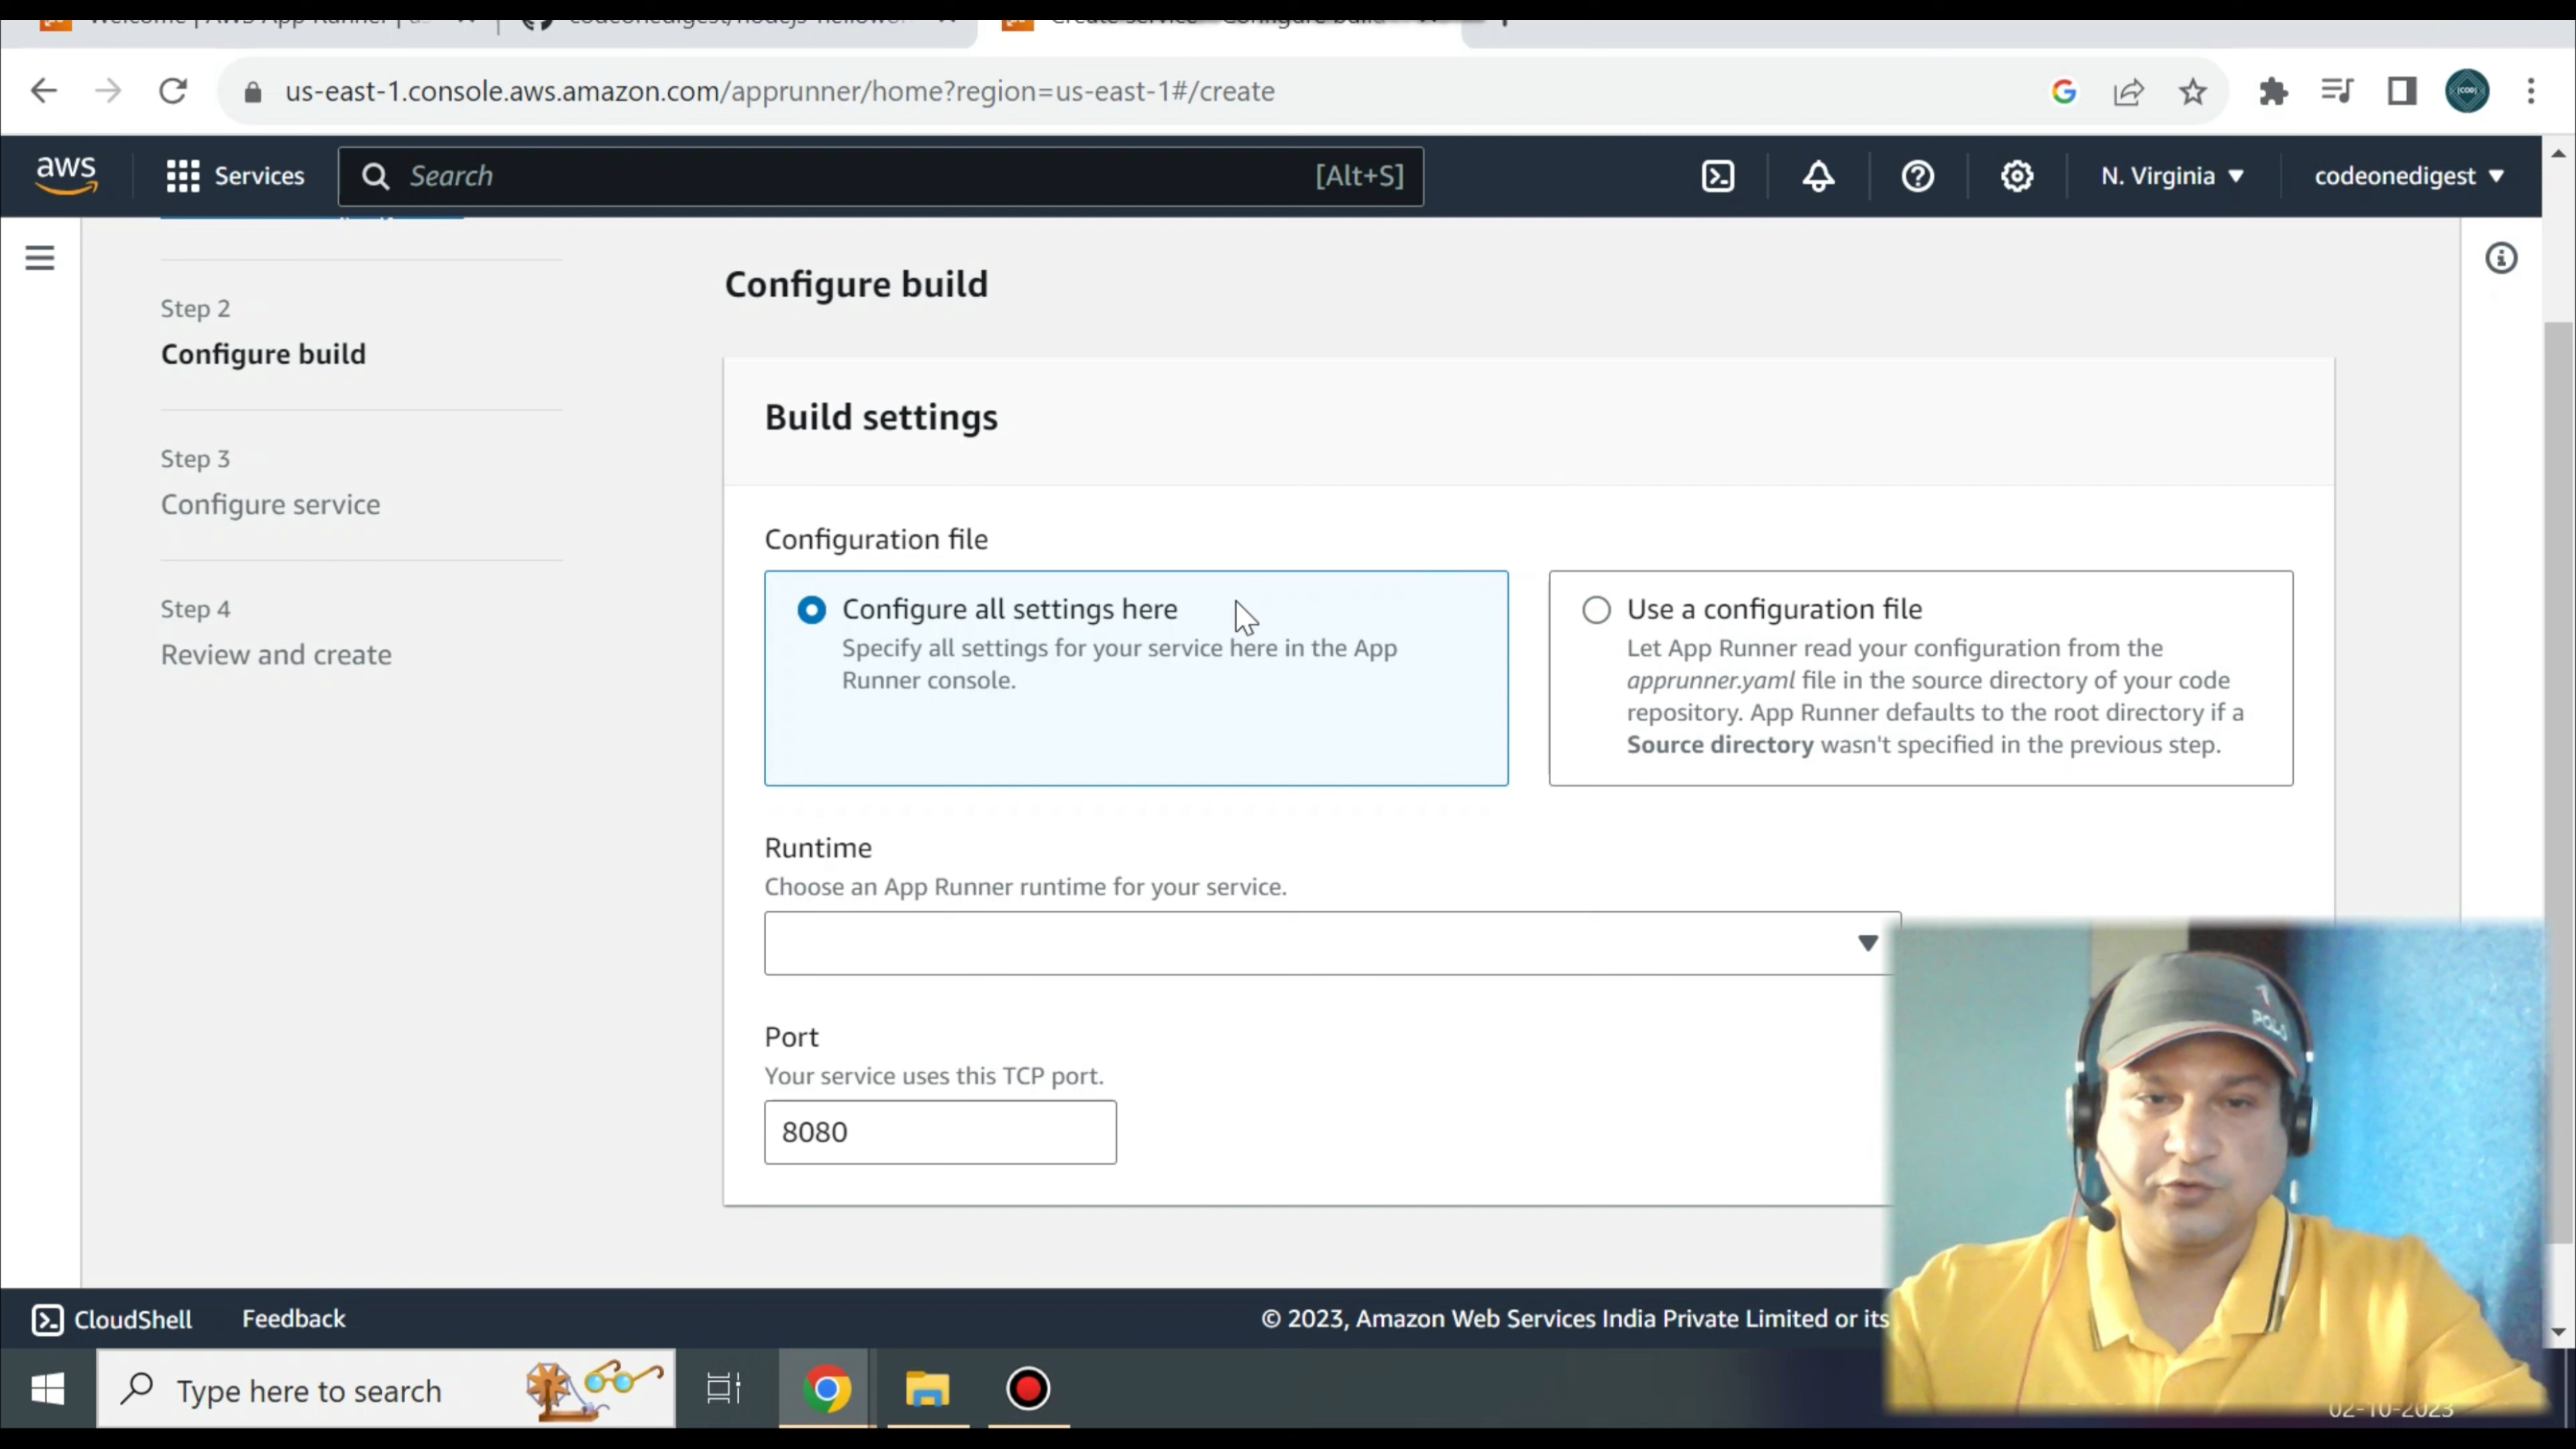 us-east-1.console.aws.amazon.com/apprunner/home?region=us-east-1#/create
aws
Services
Search
[Alt+S]
N. Virginia
codeonedigest
Step 2
Configure build
Step 3
Configure service
Step 4
Review and create
Configure build
Build settings
Configuration file
Configure all settings here
Specify all settings for your service here in the App
Runner console.
Use a configuration file
Let App Runner read your configuration from the
apprunner.yaml file in the source directory of your code
repository. App Runner defaults to the root directory if a
Source directory wasn't specified in the previous step.
Runtime
Choose an App Runner runtime for your service.
Port
Your service uses this TCP port.
8080
POLO
CloudShell
Feedback
© 2023, Amazon Web Services India Private Limited or its
Type here to search
02-10-2023